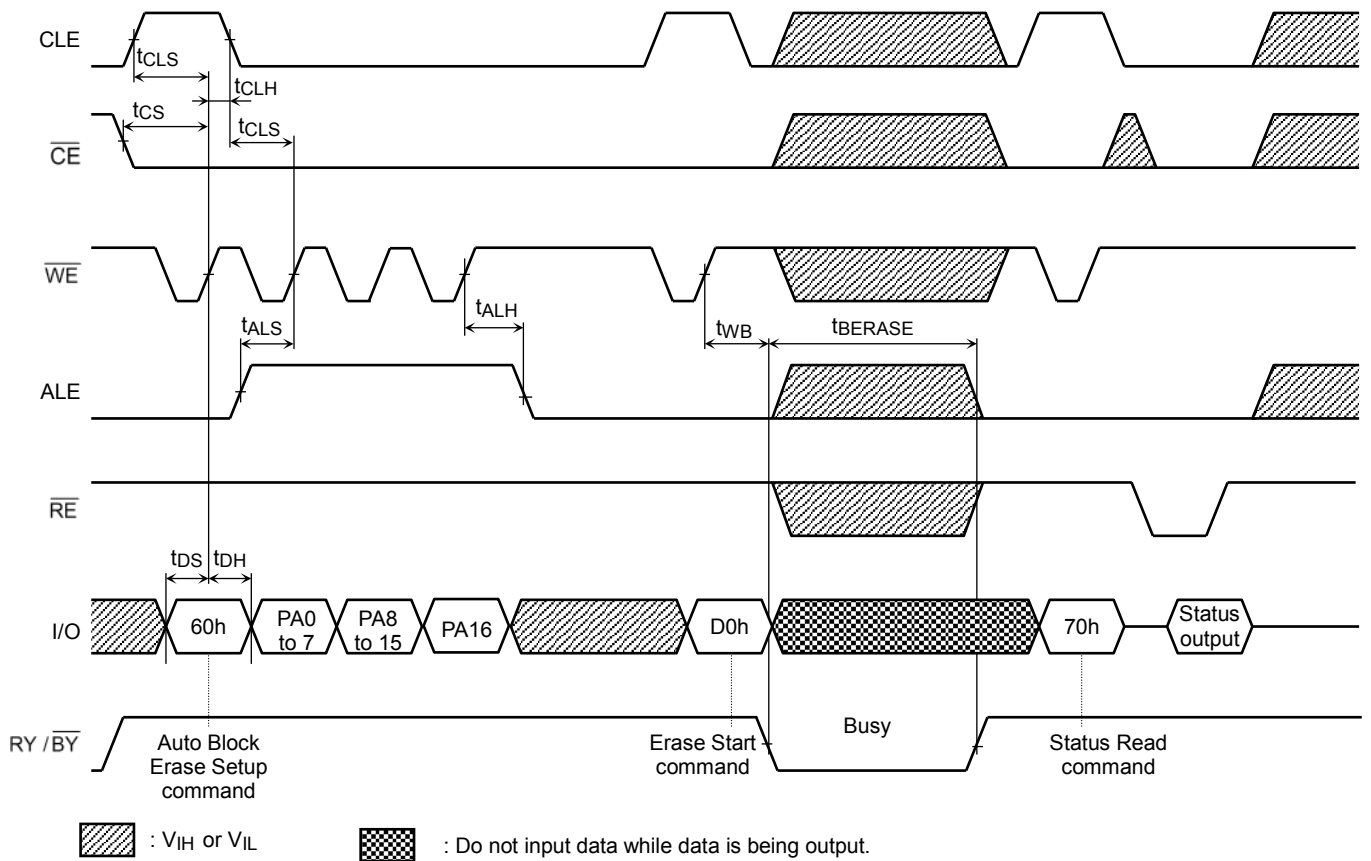 CLE
tCLS
tCLH
tCS
tCLS
CE
WE
tALS
tALH
tWB
tBERASE
ALE
RE
tDS
tDH
I/O
60h
PA0
to 7
PA8
to 15
PA16
D0h
70h
Status
output
RY / BY
Busy
Auto Block
Erase Setup
command
Erase Start
command
Status Read
command
: VIH or VIL
: Do not input data while data is being output.